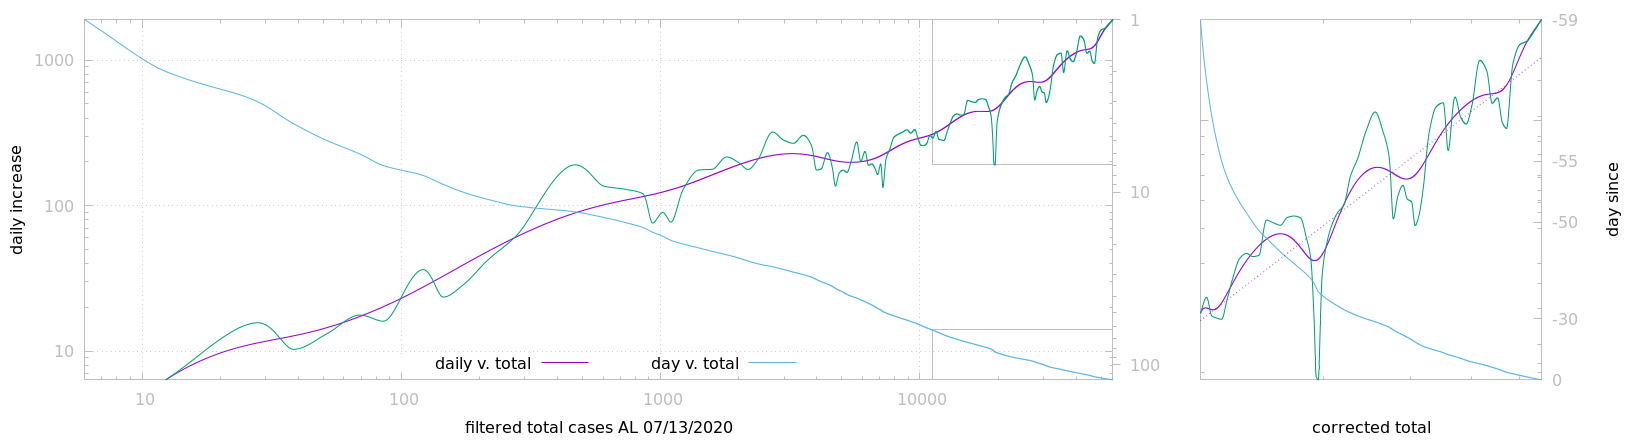 daily increase
1000
100
10
10
100
1000
10000
filtered total cases AL 07/13/2020
daily v. total
day v. total
1
10
100
-59
-55
-50
-30
0
day since
corrected total